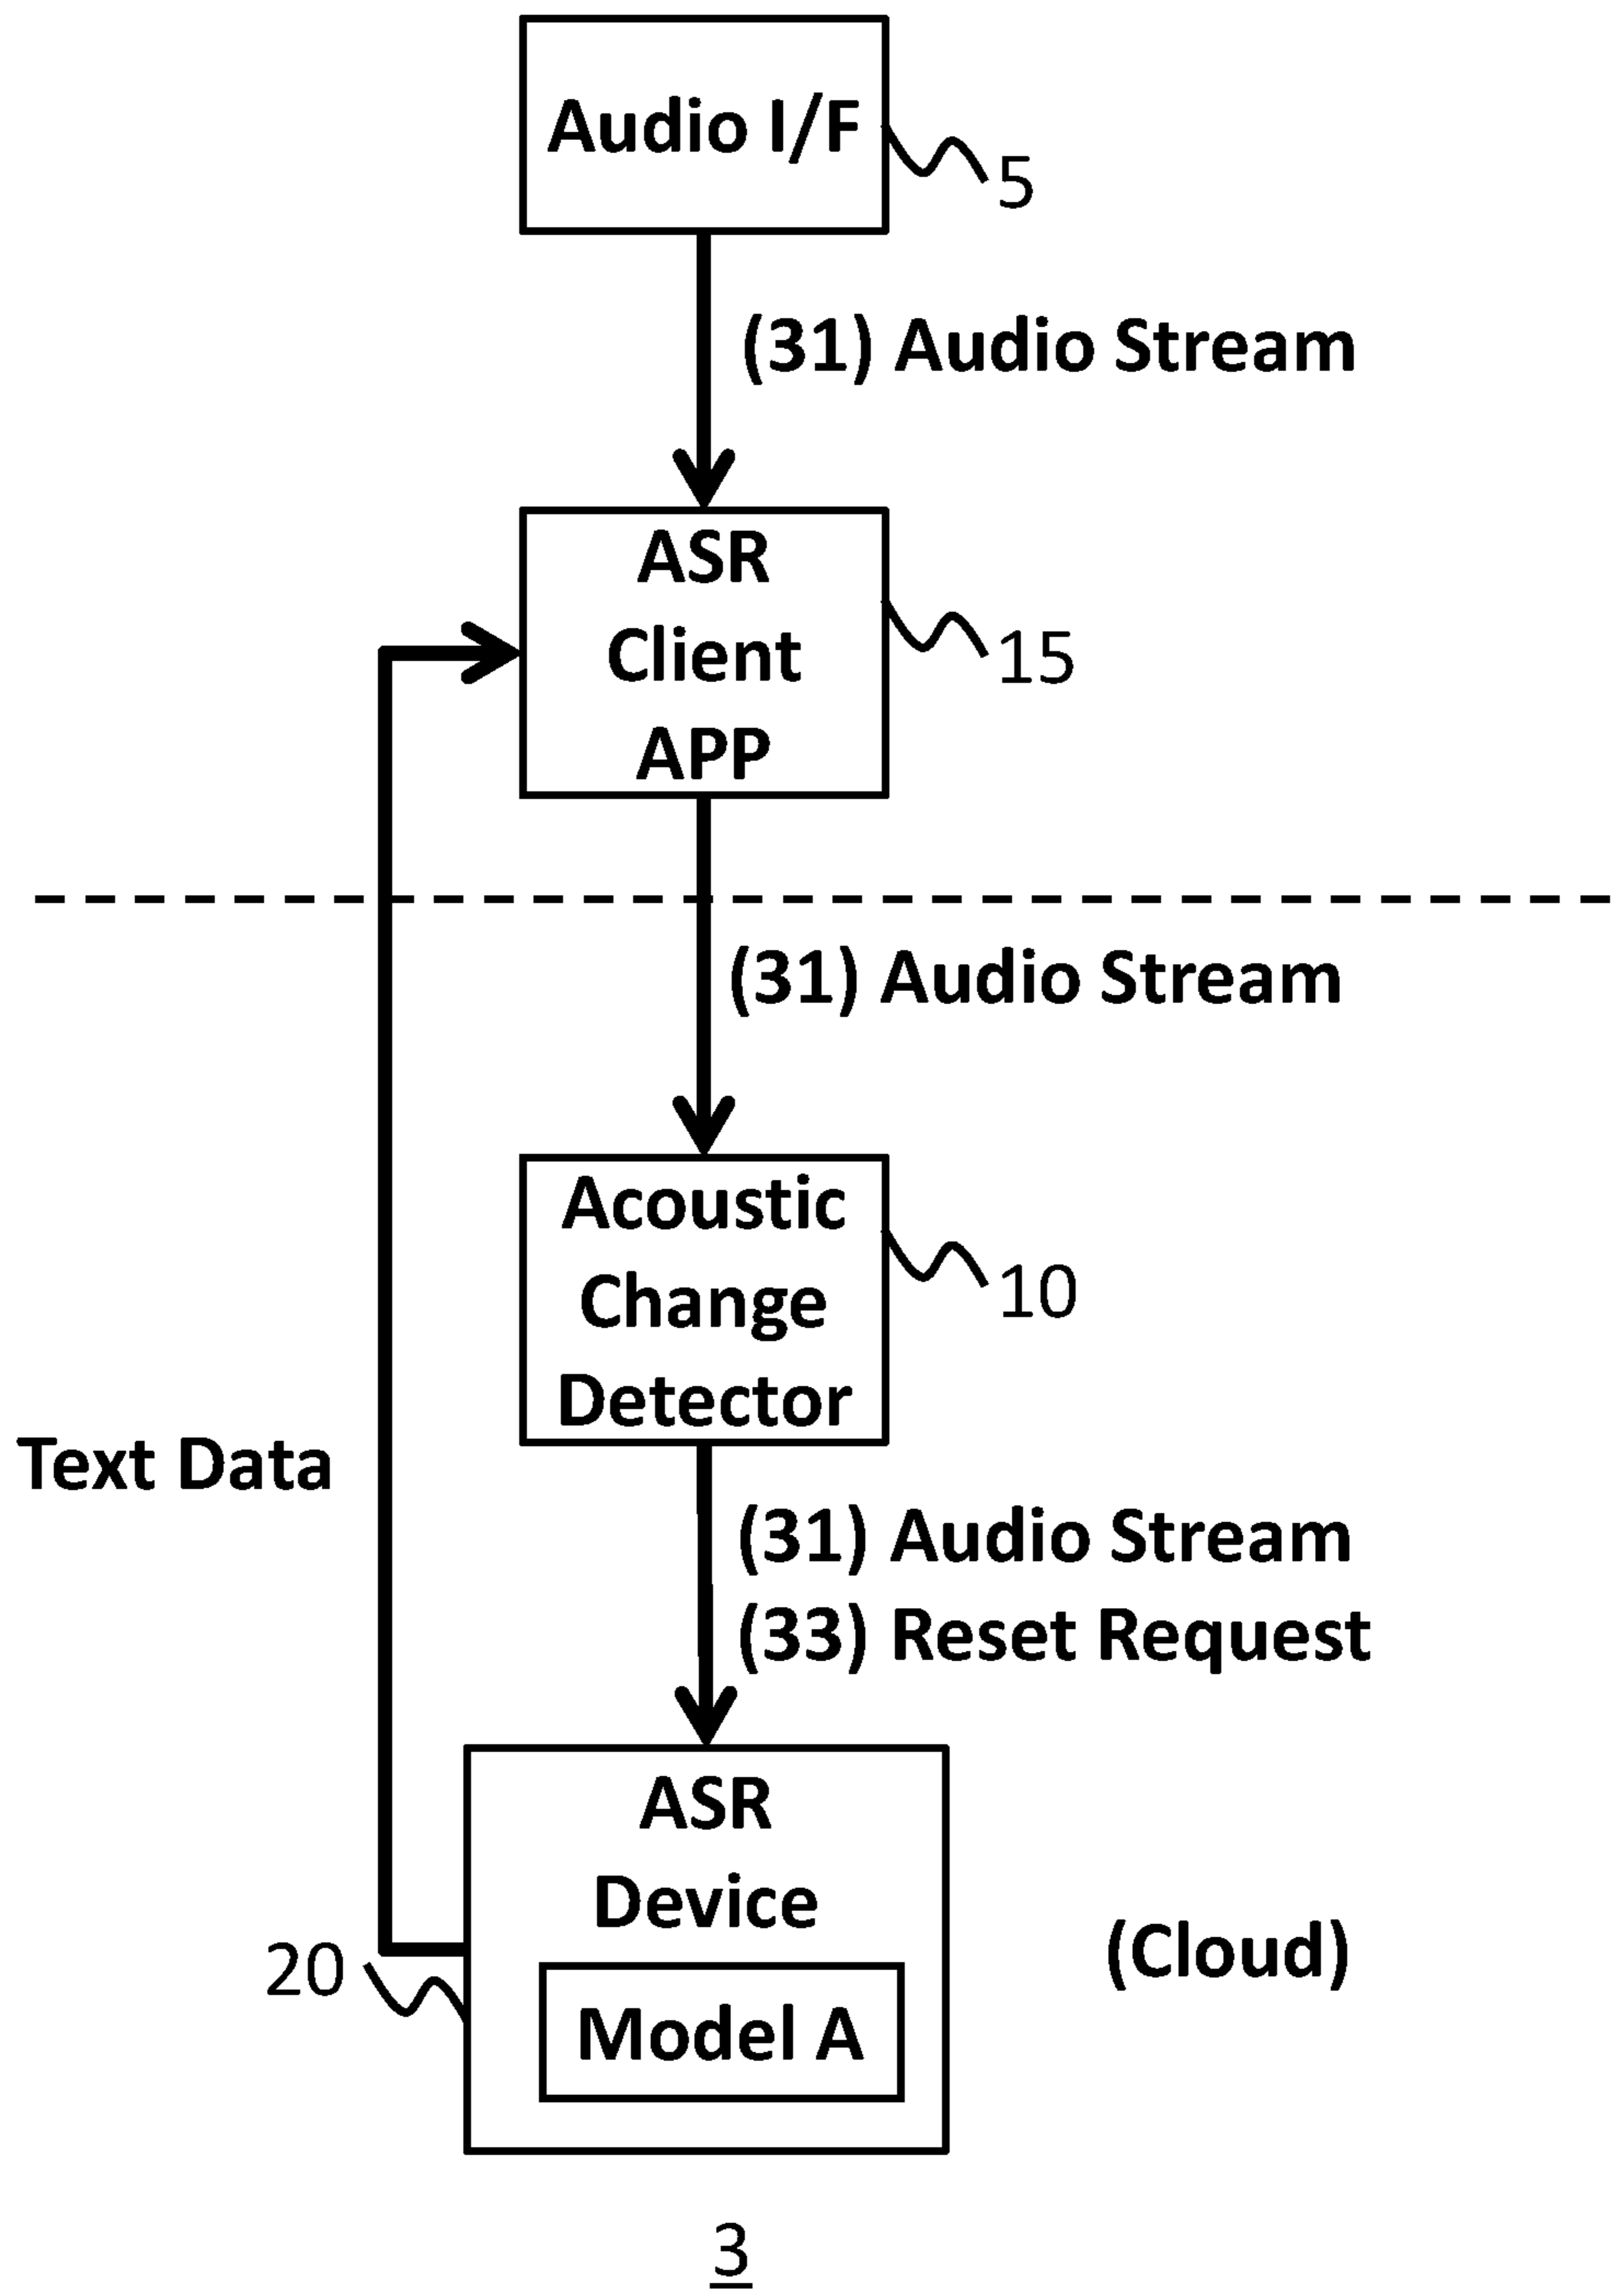 Audio I/F
5
(31) Audio Stream
ASR
Client
APP
15
(31) Audio Stream
Acoustic
Change
Detector
10
Text Data
(31) Audio Stream
(33) Reset Request
ASR
Device
20
(Cloud)
Model A
3